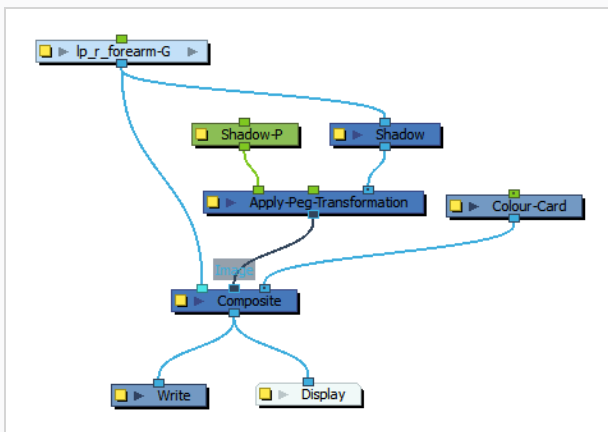 lp_r_forearm-G
Shadow-P
Shadow
Apply-Peg-Transformation
Colour-Card
Image
Composite
Write
Display